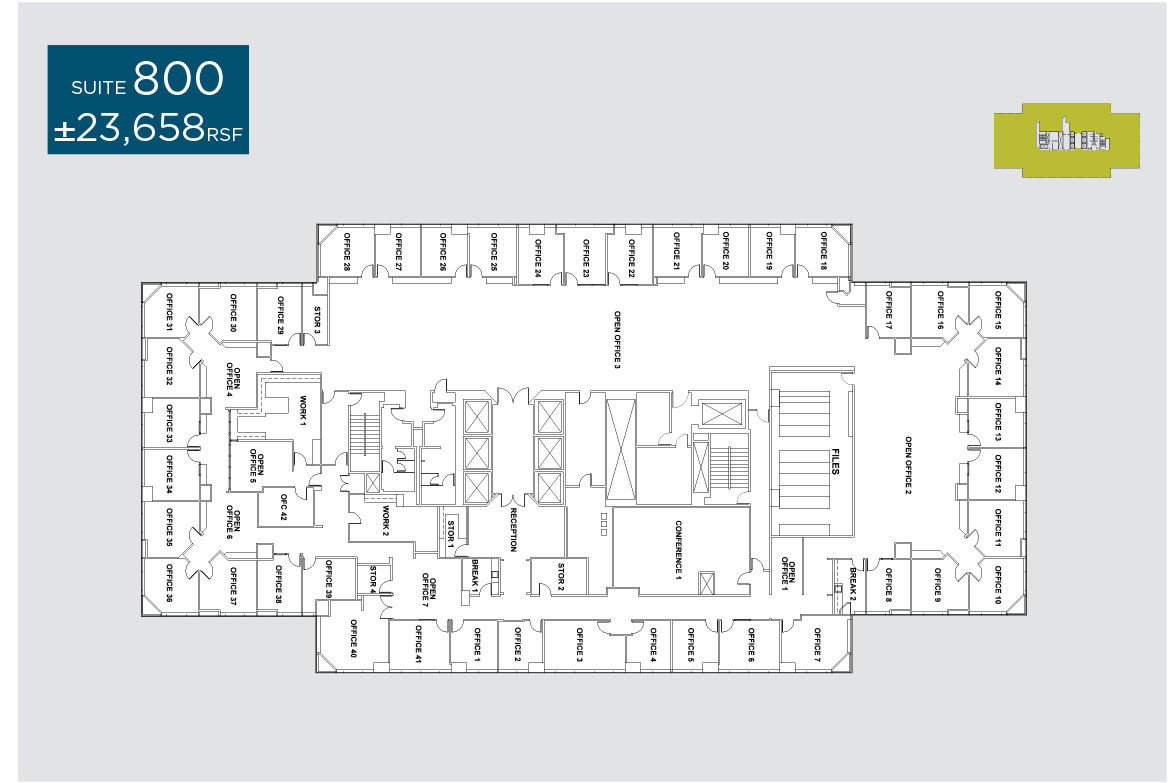 SUITE 800
±23,658 RSF
OFFICE 28
OFFICE 27
OFFICE 26
OFFICE 25
OFFICE 24
OFFICE 23
OFFICE 22
OFFICE 21
OFFICE 20
OFFICE 19
OFFICE 18
OFFICE 31
OFFICE 30
OFFICE 29
STOR 3
OPEN OFFICE 3
OFFICE 17
OFFICE 16
OFFICE 15
OFFICE 32
OPEN
OFFICE 4
OFFICE 14
WORK 1
OFFICE 33
OFFICE 13
OPEN
OFFICE 5
OFFICE 34
FILES
OPEN OFFICE 2
OFFICE 12
OFC 42
OFFICE 35
OPEN
OFFICE 6
WORK 2
STOR 1
RECEPTION
CONFERENCE 1
OFFICE 11
OFFICE 36
OFFICE 37
OFFICE 38
OFFICE 39
STOR 4
OPEN
OFFICE 7
BREAK 1
STOR 2
OPEN
OFFICE 1
BREAK 2
OFFICE 8
OFFICE 9
OFFICE 10
OFFICE 40
OFFICE 41
OFFICE 1
OFFICE 2
OFFICE 3
OFFICE 4
OFFICE 5
OFFICE 6
OFFICE 7